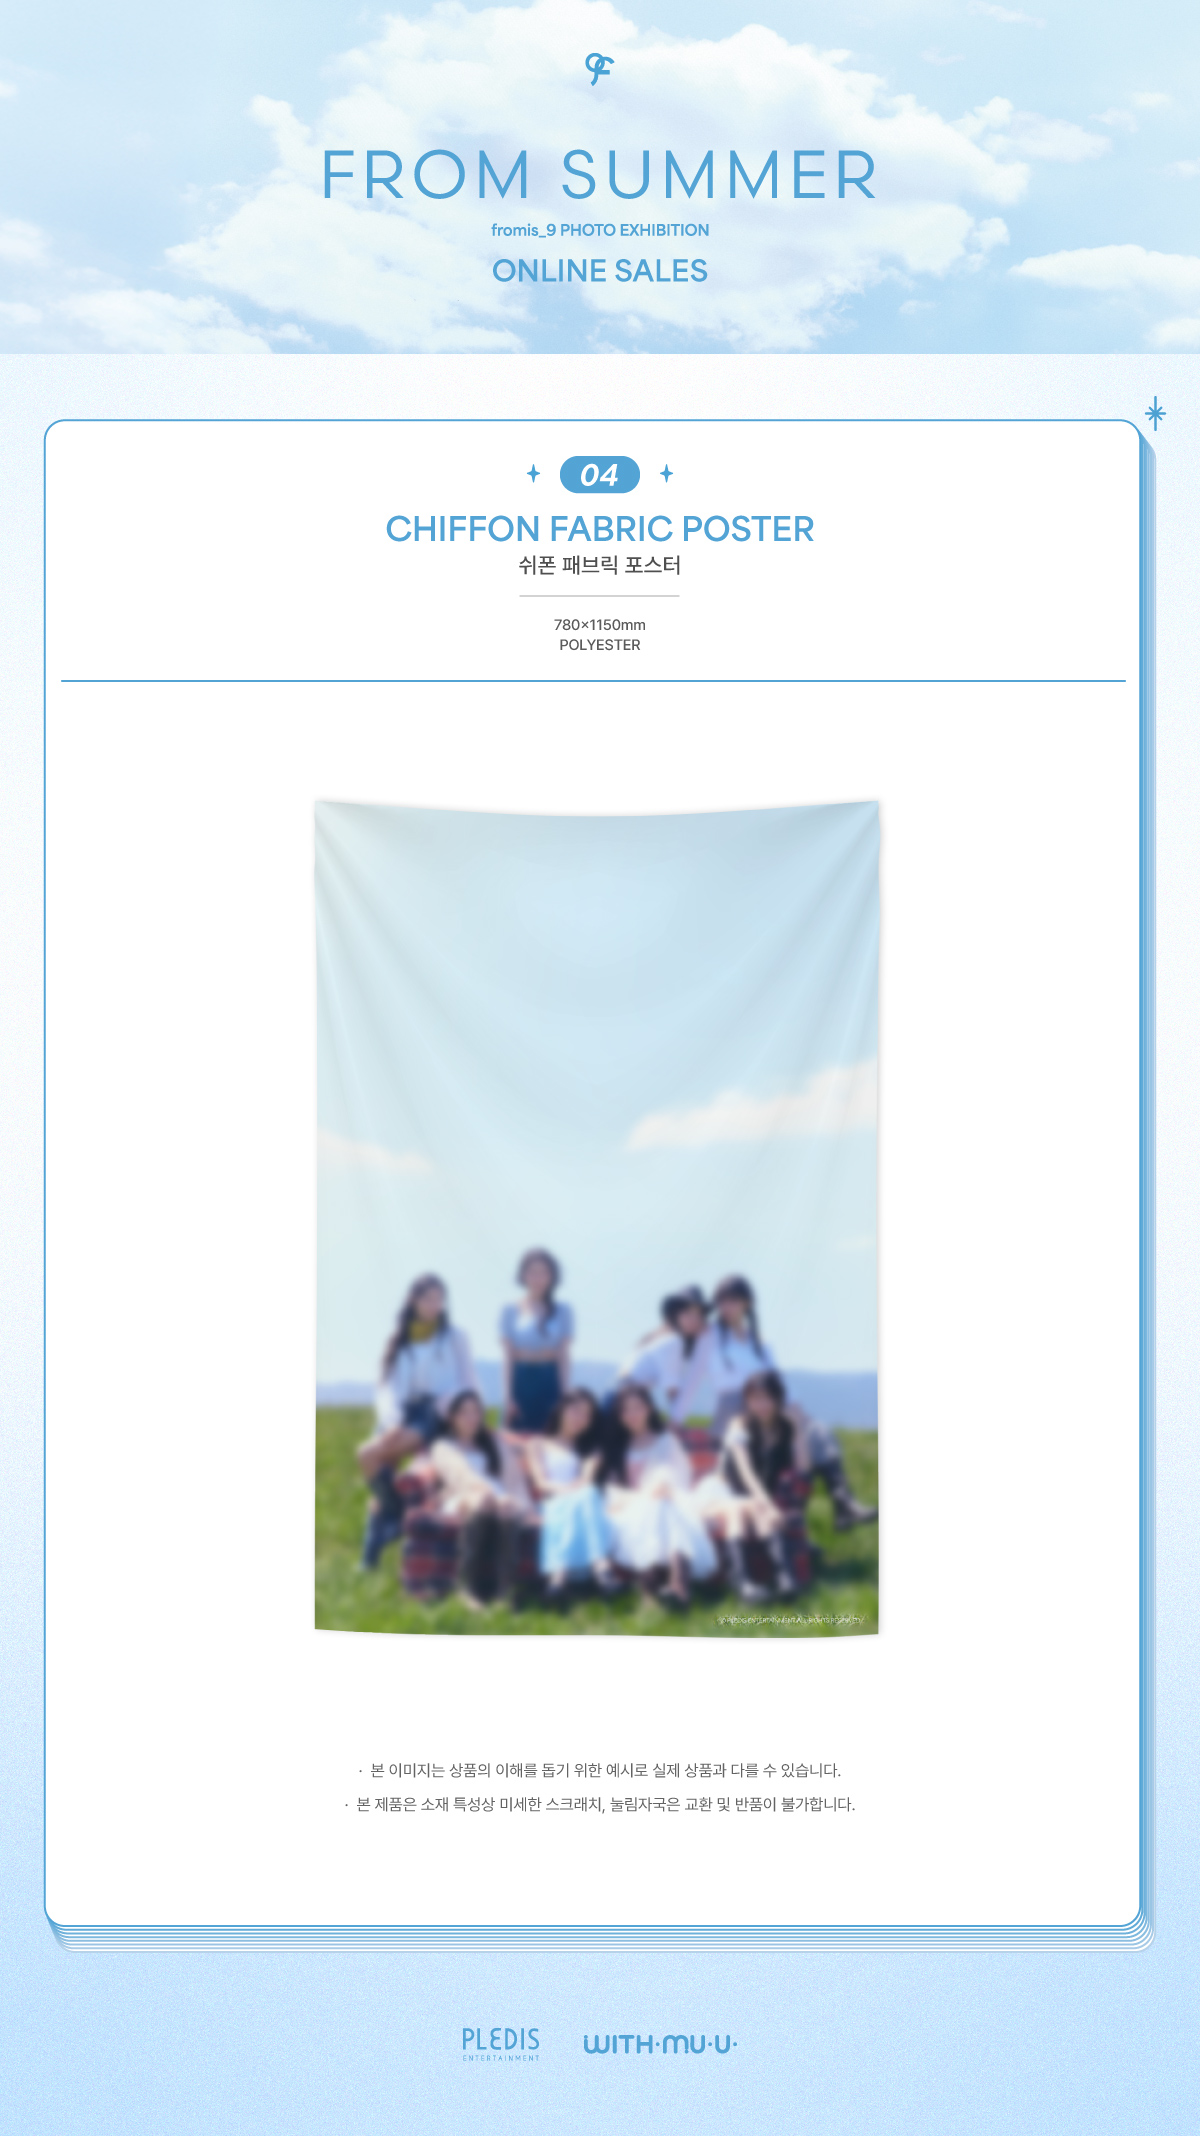 FROM SUMMER
fromis_9 PHOTO EXHIBITION
ONLINE SALES
04
CHIFFON FABRIC POSTER
쉬폰 패브릭 포스터
780×1150mm
POLYESTER
· 본 이미지는 상품의 이해를 돕기 위한 예시로 실제 상품과 다를 수 있습니다.
· 본 제품은 소재 특성상 미세한 스크래치, 눌림자국은 교환 및 반품이 불가합니다.
PLEDIS
ENTERTAINMENT
WITH·MU·U·